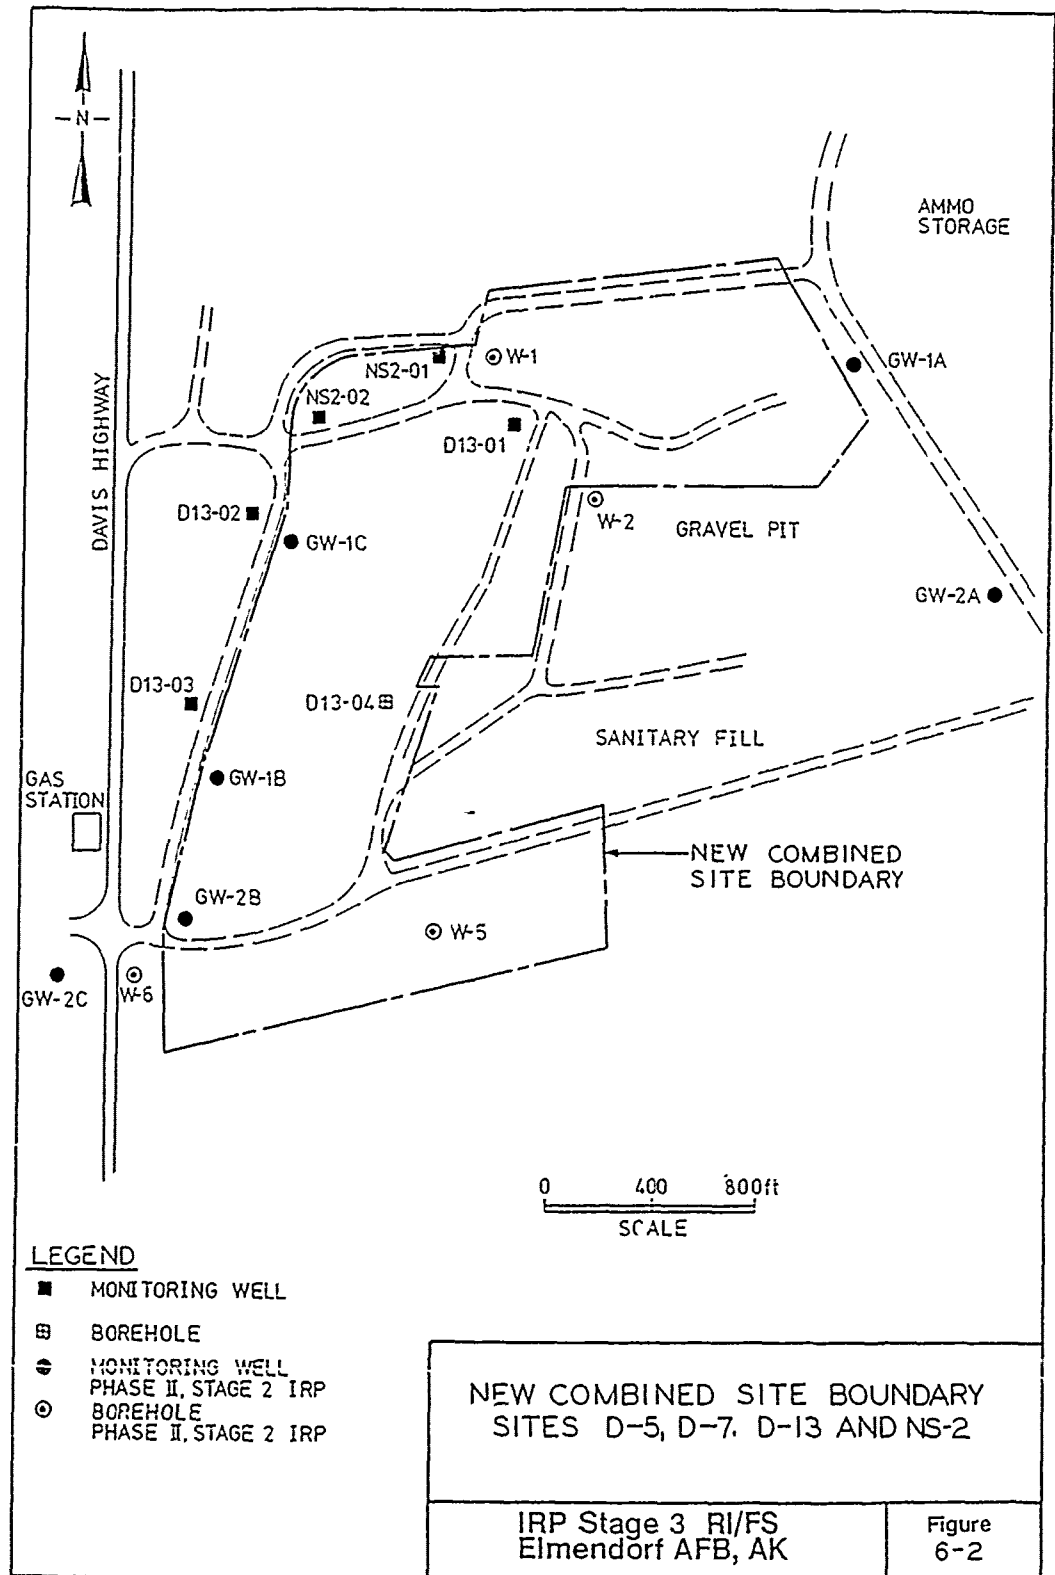 N
AMMO
STORAGE
DAVIS HIGHWAY
NS2-01
W-1
GW-1A
NS2-02
D13-01
D13-02
W-2
GRAVEL PIT
GW-1C
GW-2A
D13-03
D13-04
SANITARY FILL
GAS
STATION
GW-1B
NEW COMBINED
SITE BOUNDARY
GW-2B
W-5
GW-2C
W-6
0 400 800ft
SCALE
LEGEND
MONITORING WELL
BOREHOLE
MONITORING WELL
PHASE II, STAGE 2 IRP
BOREHOLE
PHASE II, STAGE 2 IRP
NEW COMBINED SITE BOUNDARY
SITES D-5, D-7. D-13 AND NS-2
IRP Stage 3 RI/FS
Elmendorf AFB, AK
Figure
6-2